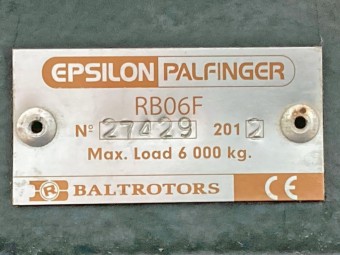 EPSILON PALFINGER
RB06F
Nº 27429 2012
Max. Load 6 000 kg.
R BALTROTORS CE